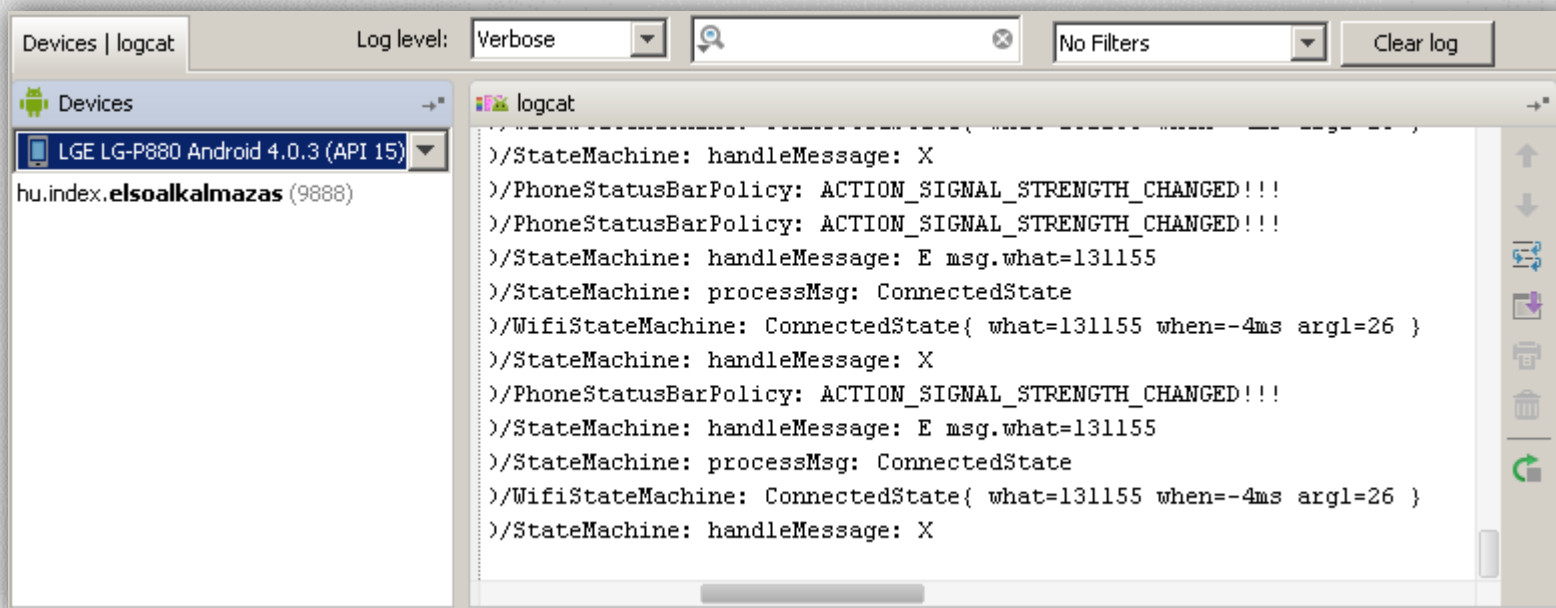 Devices | logcat
Log level:
Verbose
No Filters
Clear log
Devices
LGE LG-P880 Android 4.0.3 (API 15)
hu.index.elsoalkalmazas (9888)
logcat
)/StateMachine: handleMessage: X
)/PhoneStatusBarPolicy: ACTION_SIGNAL_STRENGTH_CHANGED!!!
)/PhoneStatusBarPolicy: ACTION_SIGNAL_STRENGTH_CHANGED!!!
)/StateMachine: handleMessage: E msg.what=131155
)/StateMachine: processMsg: ConnectedState
)/WifiStateMachine: ConnectedState{ what=131155 when=-4ms arg1=26 }
)/StateMachine: handleMessage: X
)/PhoneStatusBarPolicy: ACTION_SIGNAL_STRENGTH_CHANGED!!!
)/StateMachine: handleMessage: E msg.what=131155
)/StateMachine: processMsg: ConnectedState
)/WifiStateMachine: ConnectedState{ what=131155 when=-4ms arg1=26 }
)/StateMachine: handleMessage: X